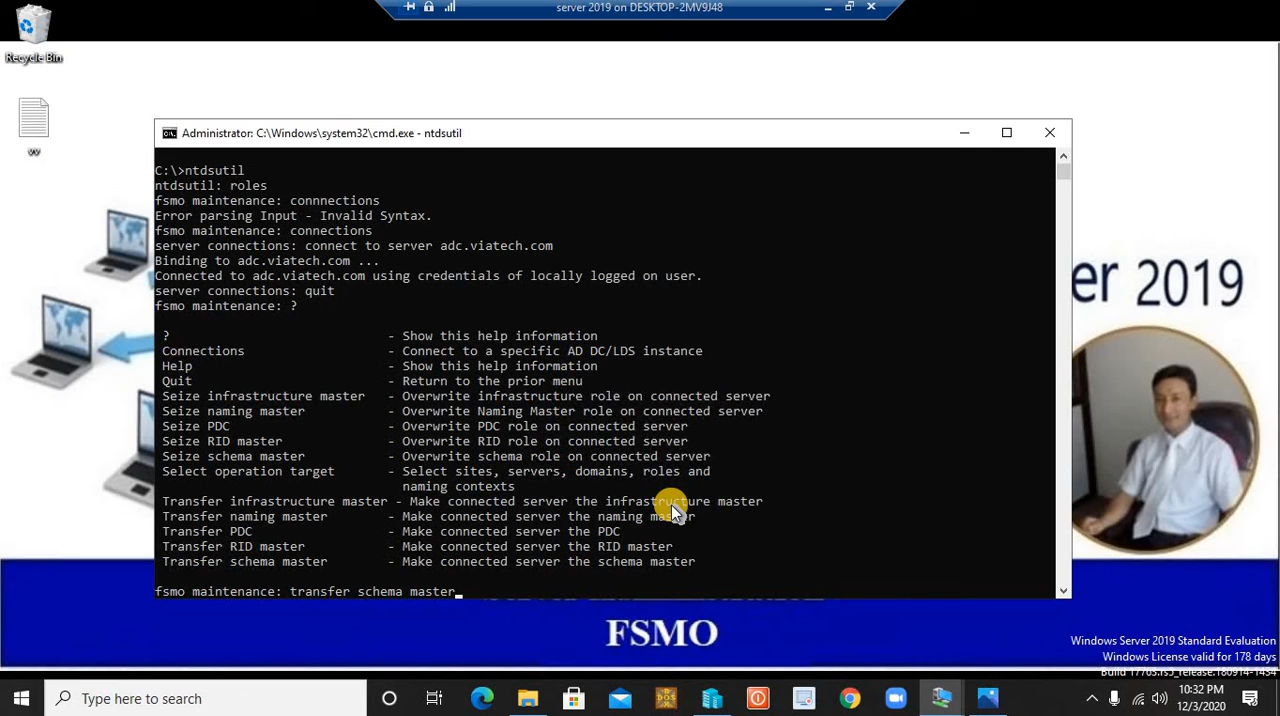 server 2019 on DESKTOP-2MV9J48
Recycle Bin
vv
Administrator: C:\Windows\system32\cmd.exe - ntdsutil
C:\>ntdsutil
ntdsutil: roles
fsmo maintenance: connnections
Error parsing Input - Invalid Syntax.
fsmo maintenance: connections
server connections: connect to server adc.viatech.com
Binding to adc.viatech.com ...
Connected to adc.viatech.com using credentials of locally logged on user.
server connections: quit
fsmo maintenance: ?
? - Show this help information
Connections - Connect to a specific AD DC/LDS instance
Help - Show this help information
Quit - Return to the prior menu
Seize infrastructure master - Overwrite infrastructure role on connected server
Seize naming master - Overwrite Naming Master role on connected server
Seize PDC - Overwrite PDC role on connected server
Seize RID master - Overwrite RID role on connected server
Seize schema master - Overwrite schema role on connected server
Select operation target - Select sites, servers, domains, roles and
naming contexts
Transfer infrastructure master - Make connected server the infrastructure master
Transfer naming master - Make connected server the naming master
Transfer PDC - Make connected server the PDC
Transfer RID master - Make connected server the RID master
Transfer schema master - Make connected server the schema master
fsmo maintenance: transfer schema master
er 2019
FSMO
Windows Server 2019 Standard Evaluation
Windows License valid for 178 days
Build 17763.rs5_release.180914-1434
Type here to search
10:32 PM
12/3/2020